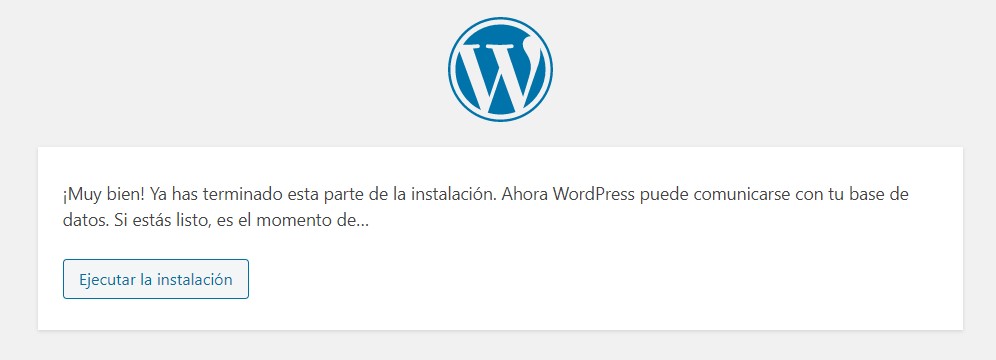 ¡Muy bien! Ya has terminado esta parte de la instalación. Ahora WordPress puede comunicarse con tu base de
datos. Si estás listo, es el momento de…
Ejecutar la instalación